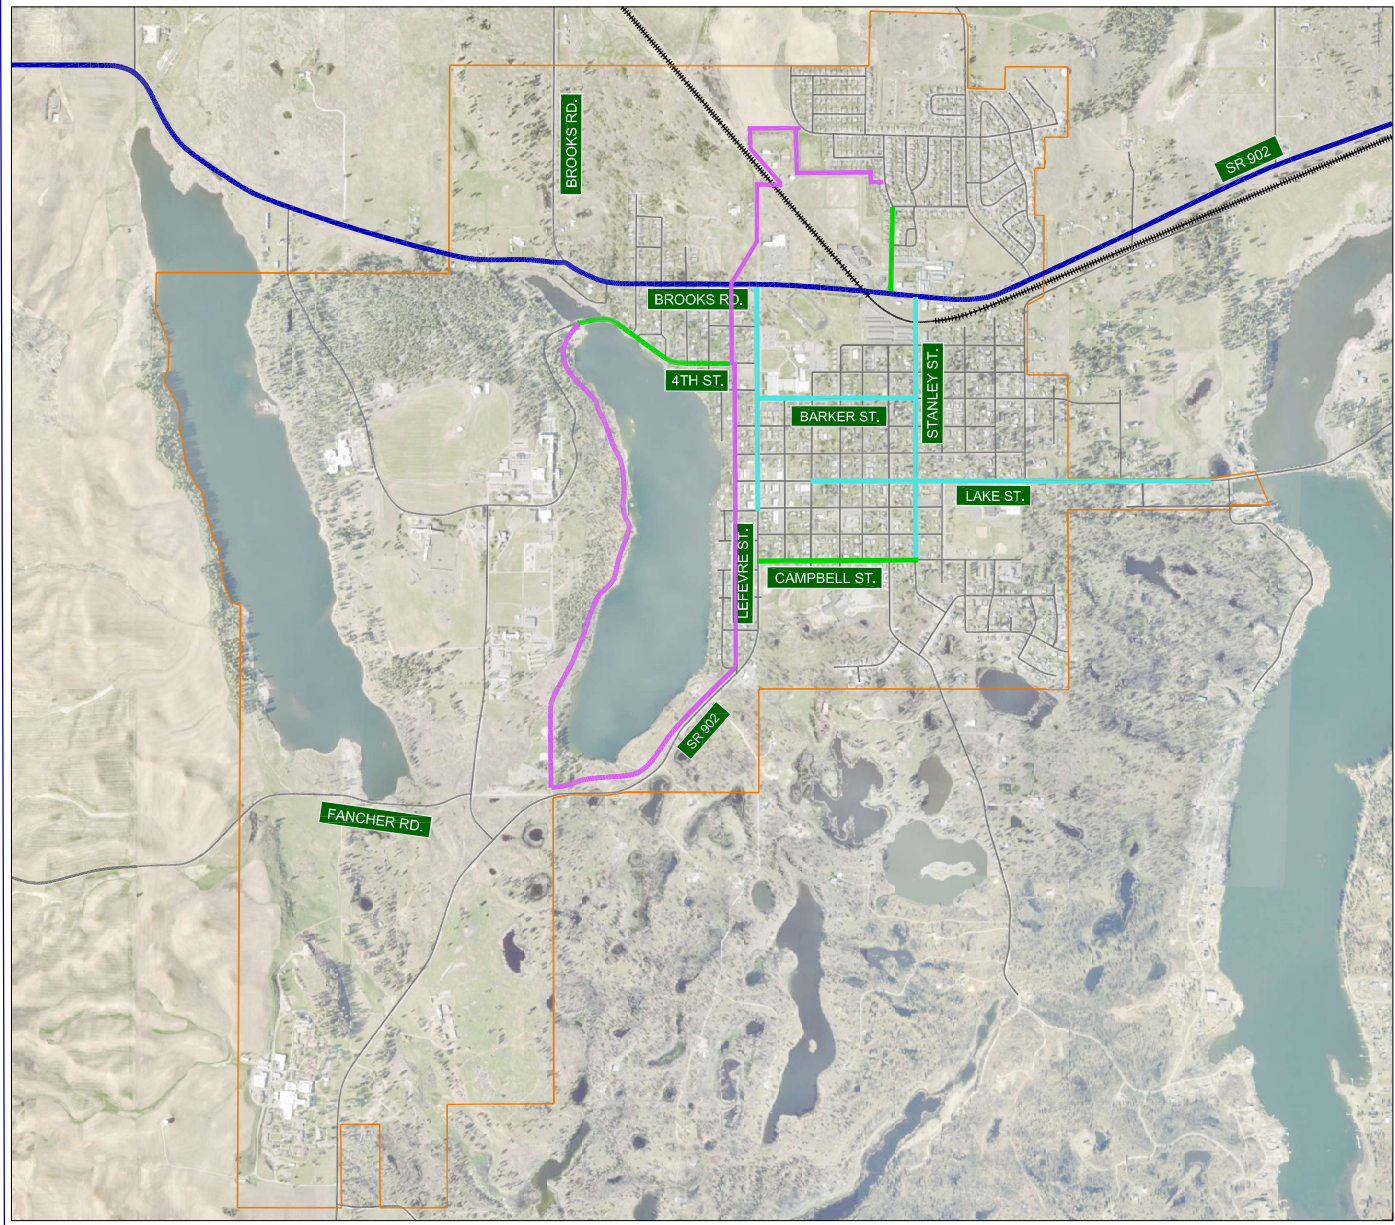 BROOKS RD.
SR 902
BROOKS RD.
4TH ST.
STANLEY ST.
BARKER ST.
LAKE ST.
LEFEVRE ST.
CAMPBELL ST.
SR 902
FANCHER RD.